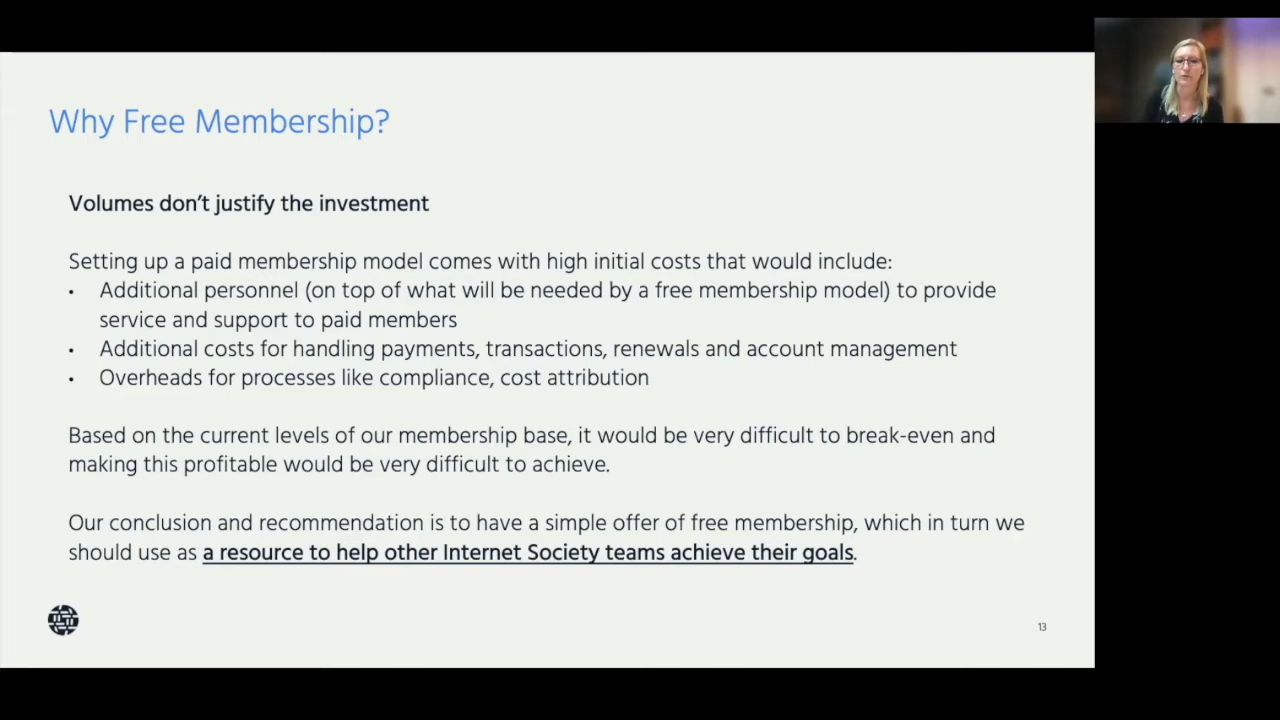 Why Free Membership?
Volumes don’t justify the investment
Setting up a paid membership model comes with high initial costs that would include:
• Additional personnel (on top of what will be needed by a free membership model) to provide
service and support to paid members
• Additional costs for handling payments, transactions, renewals and account management
• Overheads for processes like compliance, cost attribution
Based on the current levels of our membership base, it would be very difficult to break-even and
making this profitable would be very difficult to achieve.
Our conclusion and recommendation is to have a simple offer of free membership, which in turn we
should use as a resource to help other Internet Society teams achieve their goals.
13